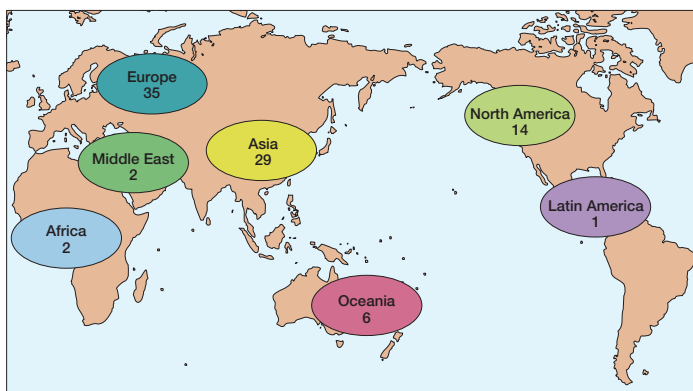 Europe
35
Middle East
2
Asia
29
North America
14
Latin America
1
Africa
2
Oceania
6